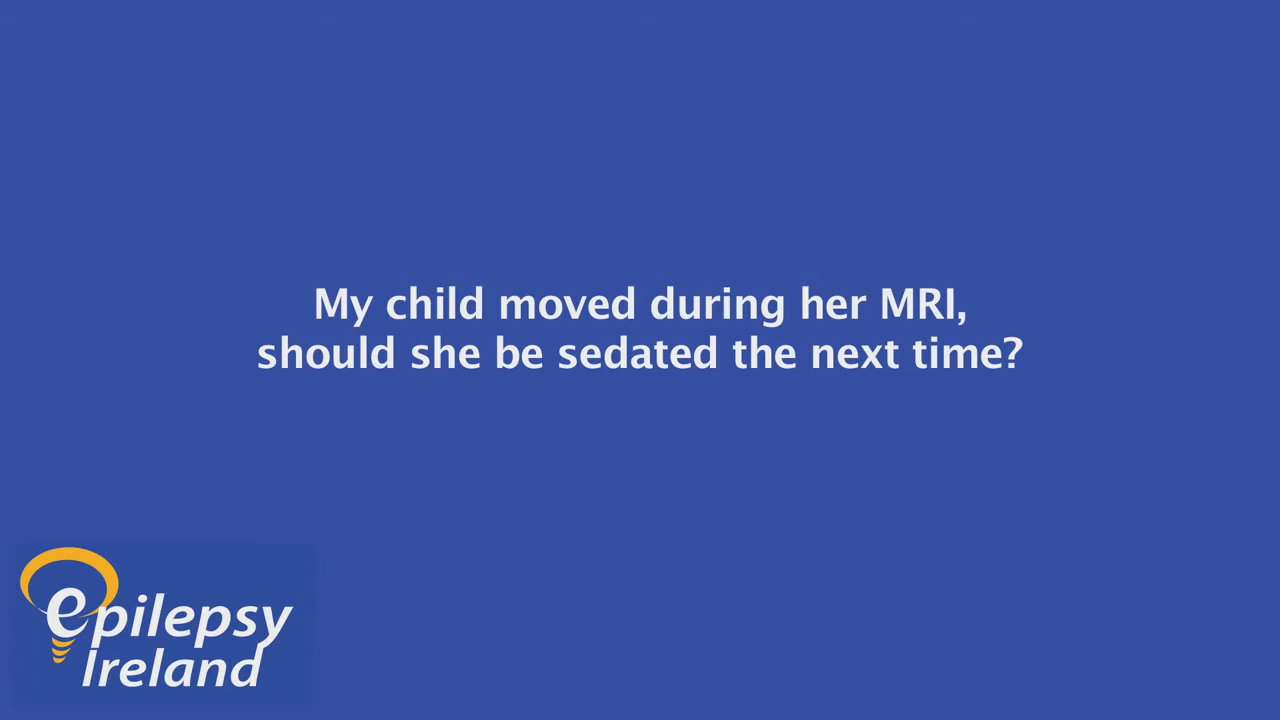 My child moved during her MRI,
should she be sedated the next time?
epilepsy
Ireland